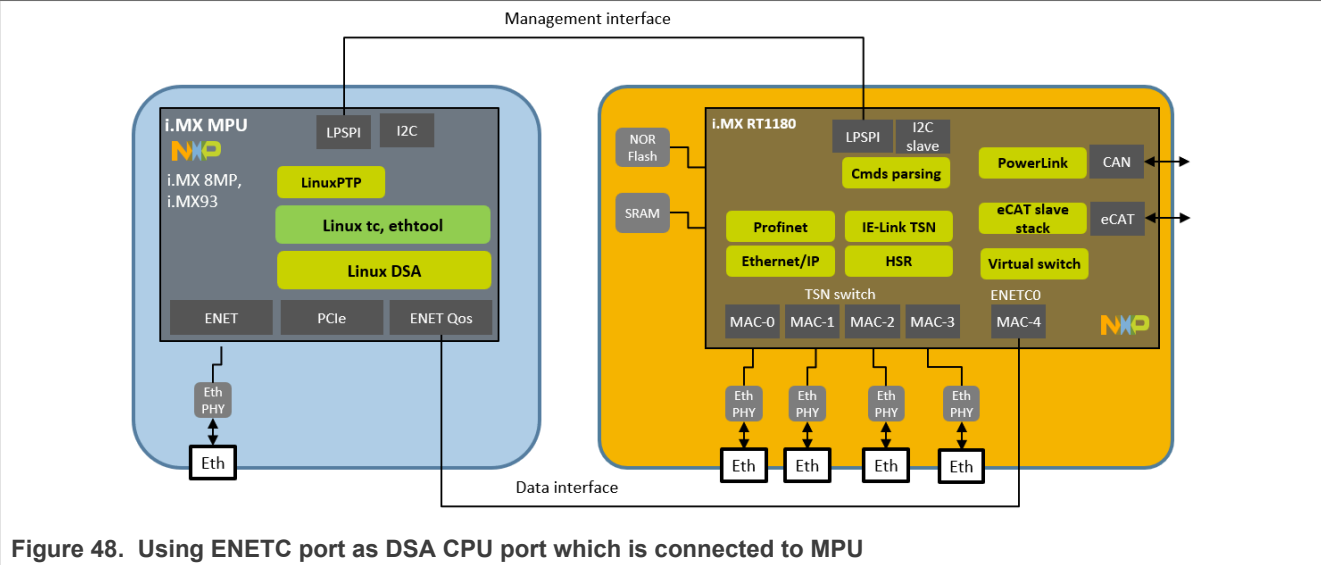 Management interface
i.MX MPU
NXP
i.MX 8MP,
i.MX93
LPSPI
I2C
LinuxPTP
Linux tc, ethtool
Linux DSA
ENET
PCIe
ENET Qos
Eth
PHY
Eth
NOR
Flash
SRAM
i.MX RT1180
LPSPI
I2C
slave
Cmds parsing
PowerLink
CAN
eCAT slave
stack
eCAT
Profinet
IE-Link TSN
Ethernet/IP
HSR
Virtual switch
TSN switch
ENETC0
MAC-0
MAC-1
MAC-2
MAC-3
MAC-4
NXP
Eth
PHY
Eth
PHY
Eth
PHY
Eth
PHY
Eth
Eth
Eth
Eth
Data interface
Figure 48. Using ENETC port as DSA CPU port which is connected to MPU